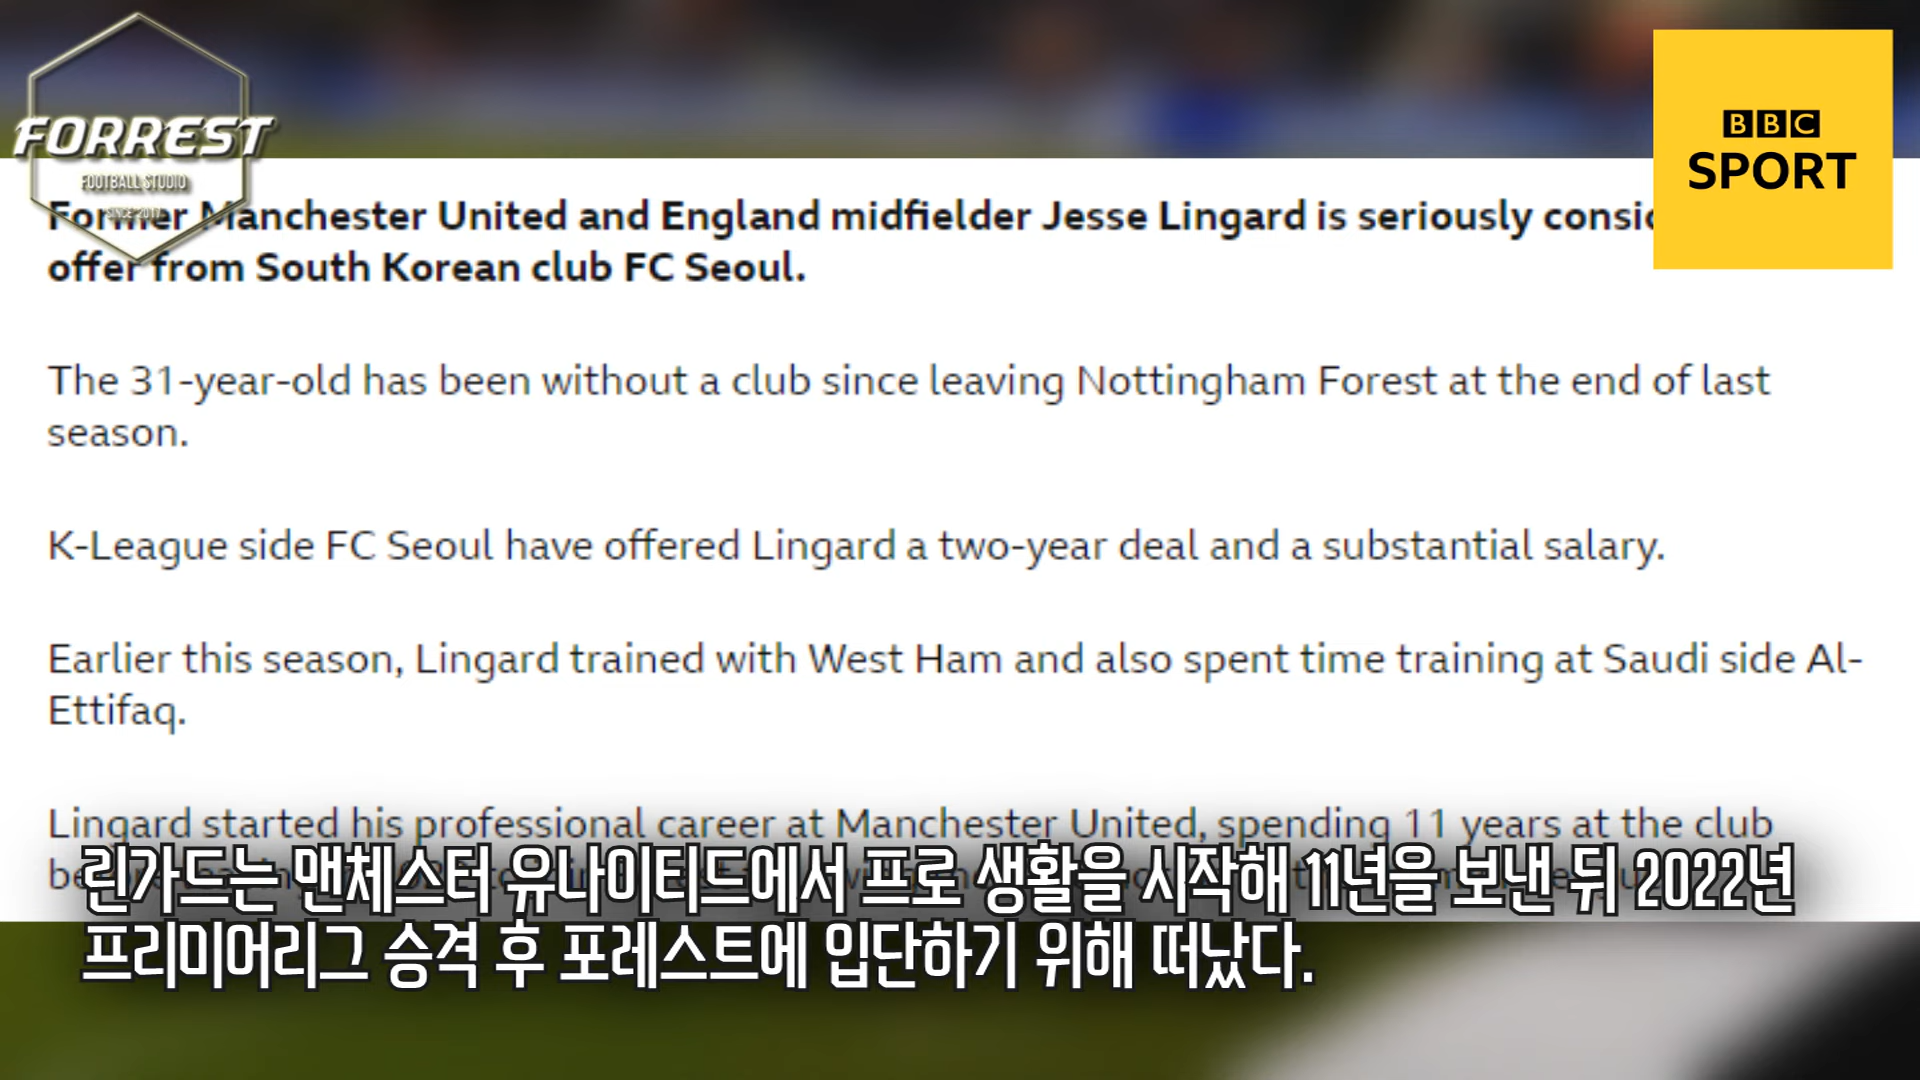 FORREST
FOOTBALL STUDIO
SINCE 2017
BBC
SPORT
Former Manchester United and England midfielder Jesse Lingard is seriously
offer from South Korean club FC Seoul.
The 31-year-old has been without a club since leaving Nottingham Forest at the end of last
season.
K-League side FC Seoul have offered Lingard a two-year deal and a substantial salary.
Earlier this season, Lingard trained with West Ham and also spent time training at Saudi side Al-
Ettifaq.
Lingard started his professional career at Manchester United, spending 11 years at the club
린가드는 맨체스터 유나이티드에서 프로 생활을 시작해 11년을 보낸 뒤 2022년
프리미어리그 승격 후 포레스트에 입단하기 위해 떠났다.